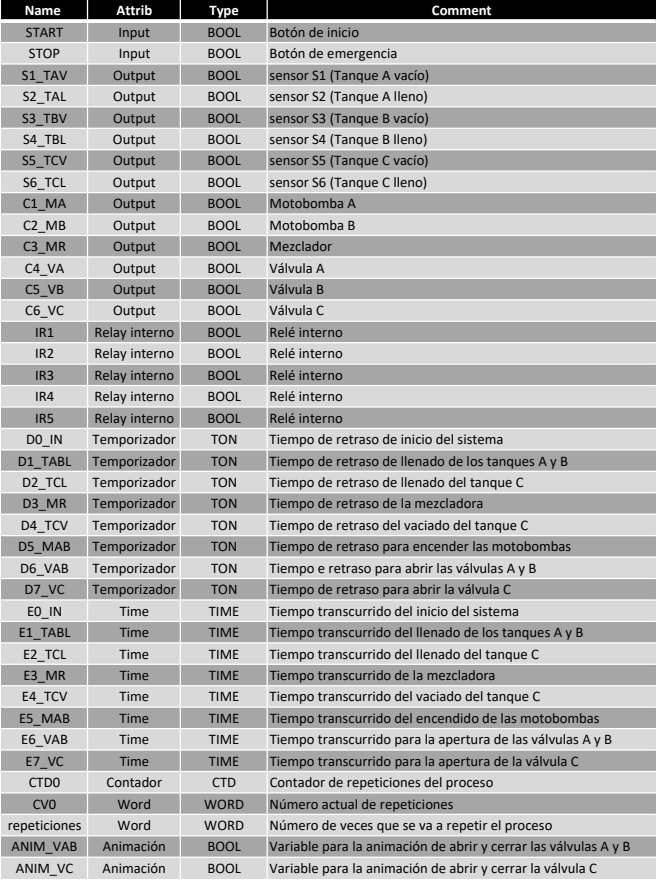 Name Attrib Type Comment
START Input BOOL Botón de inicio
STOP Input BOOL Botón de emergencia
S1_TAV Output BOOL sensor S1 (Tanque A vacío)
S2_TAL Output BOOL sensor S2 (Tanque A lleno)
S3_TBV Output BOOL sensor S3 (Tanque B vacío)
S4_TBL Output BOOL sensor S4 (Tanque B lleno)
S5_TCV Output BOOL sensor S5 (Tanque C vacío)
S6_TCL Output BOOL sensor S6 (Tanque C lleno)
C1_MA Output BOOL Motobomba A
C2_MB Output BOOL Motobomba B
C3_MR Output BOOL Mezclador
C4_VA Output BOOL Válvula A
C5_VB Output BOOL Válvula B
C6_VC Output BOOL Válvula C
IR1 Relay interno BOOL Relé interno
IR2 Relay interno BOOL Relé interno
IR3 Relay interno BOOL Relé interno
IR4 Relay interno BOOL Relé interno
IR5 Relay interno BOOL Relé interno
D0_IN Temporizador TON Tiempo de retraso de inicio del sistema
D1_TABL Temporizador TON Tiempo de retraso de llenado de los tanques A y B
D2_TCL Temporizador TON Tiempo de retraso de llenado del tanque C
D3_MR Temporizador TON Tiempo de retraso de la mezcladora
D4_TCV Temporizador TON Tiempo de retraso del vaciado del tanque C
D5_MAB Temporizador TON Tiempo de retraso para encender las motobombas
D6_VAB Temporizador TON Tiempo e retraso para abrir las válvulas A y B
D7_VC Temporizador TON Tiempo de retraso para abrir la válvula C
E0_IN Time TIME Tiempo transcurrido del inicio del sistema
E1_TABL Time TIME Tiempo transcurrido del llenado de los tanques A y B
E2_TCL Time TIME Tiempo transcurrido del llenado del tanque C
E3_MR Time TIME Tiempo transcurrido de la mezcladora
E4_TCV Time TIME Tiempo transcurrido del vaciado del tanque C
E5_MAB Time TIME Tiempo transcurrido del encendido de las motobombas
E6_VAB Time TIME Tiempo transcurrido para la apertura de las válvulas A y B
E7_VC Time TIME Tiempo transcurrido para la apertura de la válvula C
CTD0 Contador CTD Contador de repeticiones del proceso
CV0 Word WORD Número actual de repeticiones
repeticiones Word WORD Número de veces que se va a repetir el proceso
ANIM_VAB Animación BOOL Variable para la animación de abrir y cerrar las válvulas A y B
ANIM_VC Animación BOOL Variable para la animación de abrir y cerrar la válvula C